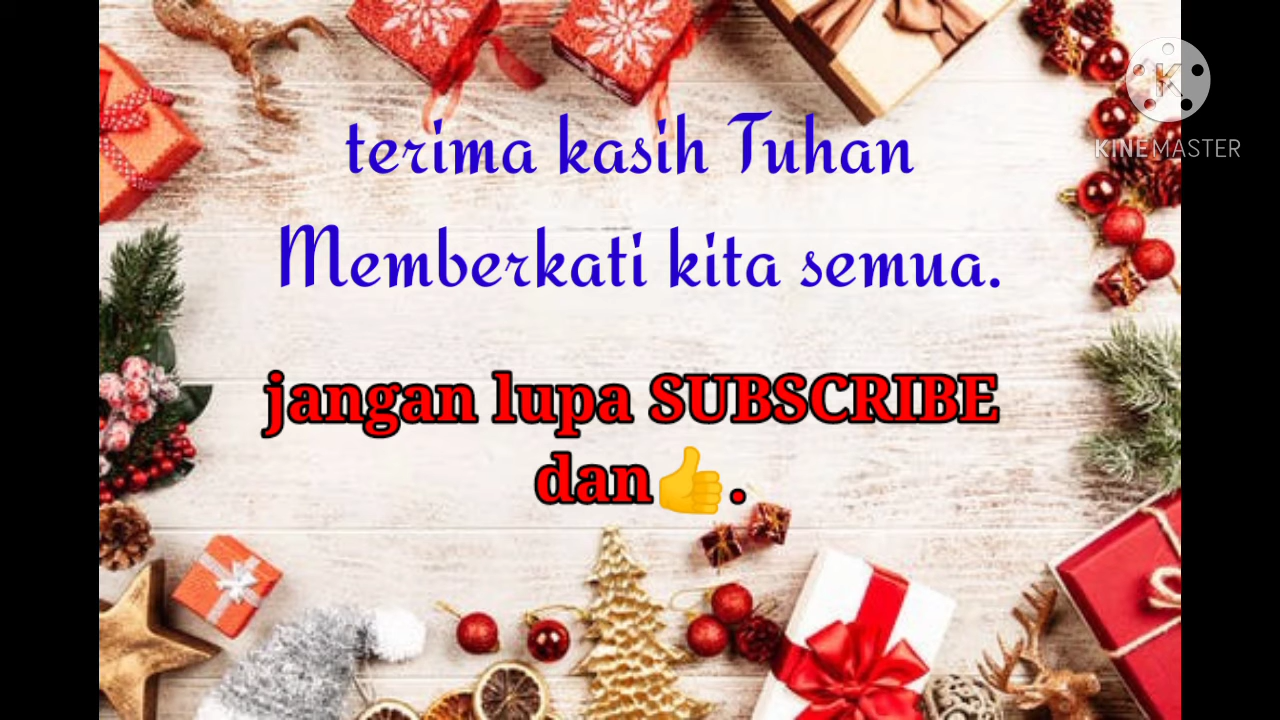 terima kasih Tuhan
Memberkati kita semua.
jangan lupa SUBSCRIBE
dan👍.
K
KINEMASTER